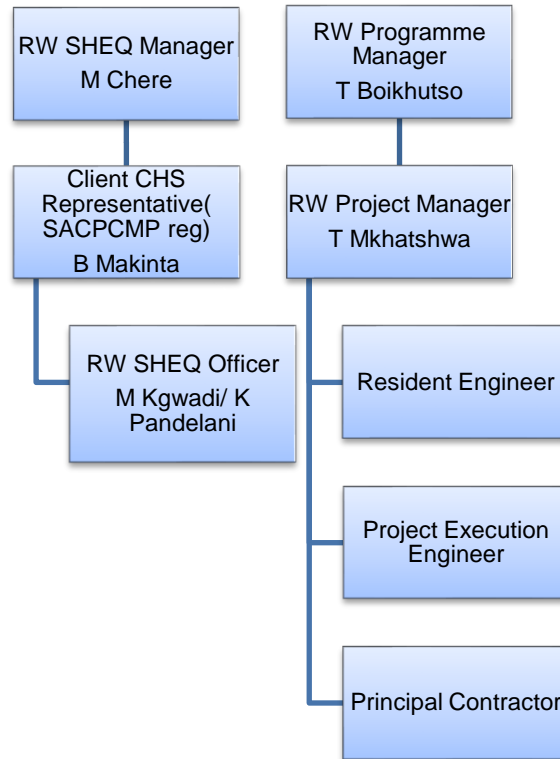 RW SHEQ Manager
M Chere
Client CHS
Representative(
SACPCMP reg)
B Makinta
RW SHEQ Officer
M Kgwadi/ K
Pandelani
RW Programme
Manager
T Boikhutso
RW Project Manager
T Mkhatshwa
Resident Engineer
Project Execution
Engineer
Principal Contractor